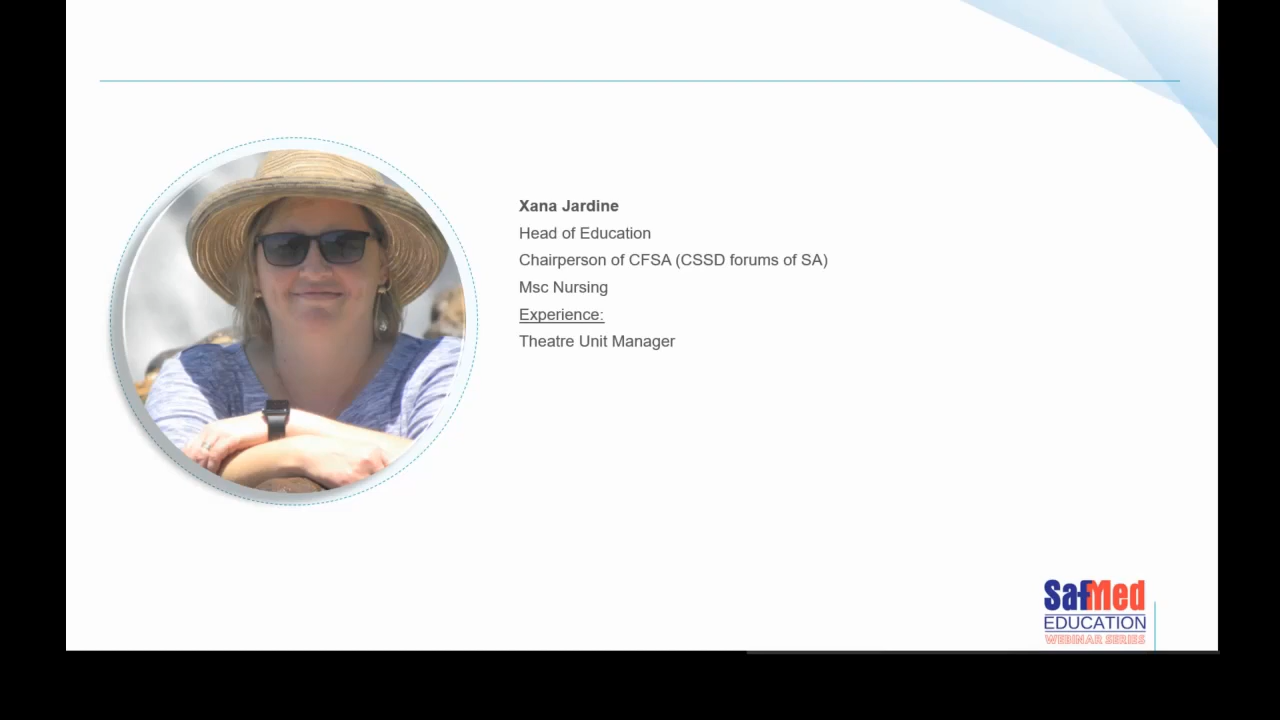 Xana Jardine
Head of Education
Chairperson of CFSA (CSSD forums of SA)
Msc Nursing
Experience:
Theatre Unit Manager
SafMed
EDUCATION
WEBINAR SERIES